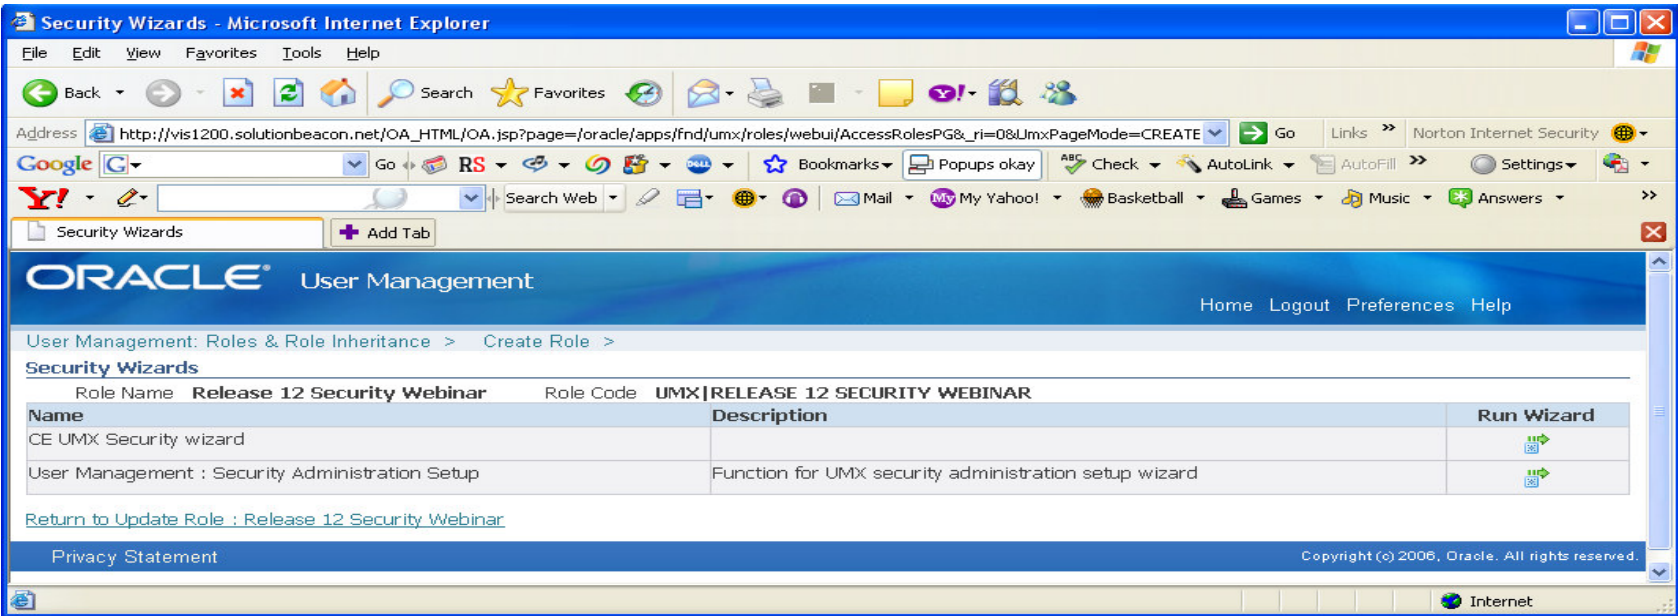 Security Wizards - Microsoft Internet Explorer
File Edit View Favorites Tools Help
Back Search Favorites Y!
Address http://vis1200.solutionbeacon.net/OA_HTML/OA.jsp?page=/oracle/apps/fnd/umx/roles/webui/AccessRolesPG&_ri=0&UmxPageMode=CREATE Go Links >> Norton Internet Security
Google G Go RS DELL Bookmarks Popups okay ABC Check AutoLink AutoFill >> Settings
Y! Search Web Mail My My Yahoo! Basketball Games Music Answers >>
Security Wizards Add Tab
ORACLE User Management
Home Logout Preferences Help
User Management: Roles & Role Inheritance > Create Role >
Security Wizards
Role Name Release 12 Security Webinar Role Code UMX|RELEASE 12 SECURITY WEBINAR
Name Description Run Wizard
CE UMX Security wizard
User Management : Security Administration Setup Function for UMX security administration setup wizard
Return to Update Role : Release 12 Security Webinar
Privacy Statement Copyright (c) 2006, Oracle. All rights reserved.
Internet